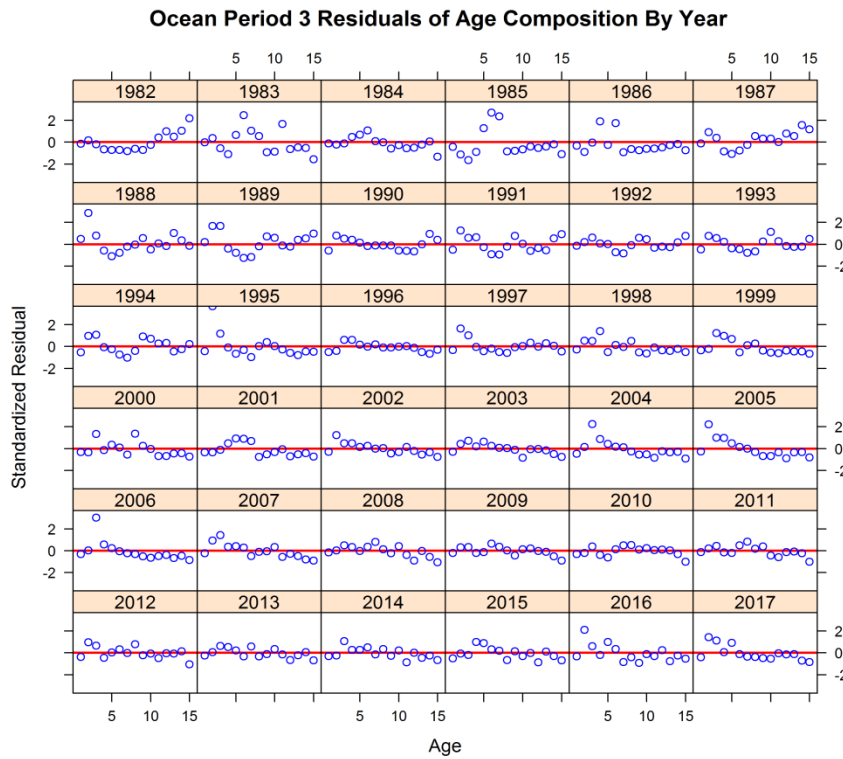 Ocean Period 3 Residuals of Age Composition By Year
5 10 15 5 10 15 5 10 15
1982 1983 1984 1985 1986 1987
2
0
-2
1988 1989 1990 1991 1992 1993
2
0
-2
1994 1995 1996 1997 1998 1999
2
0
-2
2000 2001 2002 2003 2004 2005
2
0
-2
2006 2007 2008 2009 2010 2011
2
0
-2
2012 2013 2014 2015 2016 2017
2
0
-2
5 10 15 5 10 15 5 10 15
Standardized Residual
Age